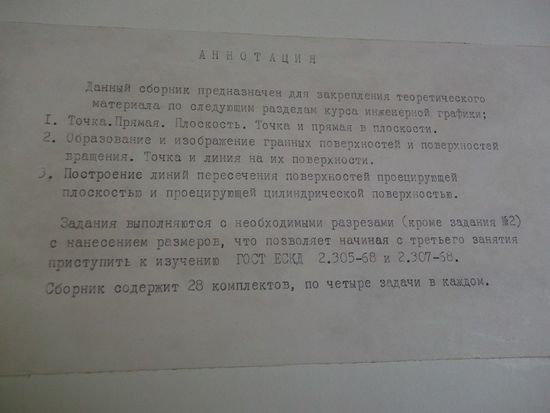 АННОТАЦИЯ
Данный сборник предназначен для закрепления теоретического
материала по следующим разделам курса инженерной графики;
I. Точка.Прямая. Плоскость. Точка и прямая в плоскости.
2. Образование и изображение гранных поверхностей и поверхностей
вращения. Точка и линия на их поверхности.
3. Построение линий пересечения поверхностей проецирующей
плоскостью и проецирующей цилиндрической поверхностью.
Задания выполняются с необходимыми разрезами (кроме задания №2)
с нанесением размеров, что позволяет начиная с третьего занятия
приступить к изучению ГОСТ ЕСКД 2.305-68 и 2.307-68.
Сборник содержит 28 комплектов, по четыре задачи в каждом.